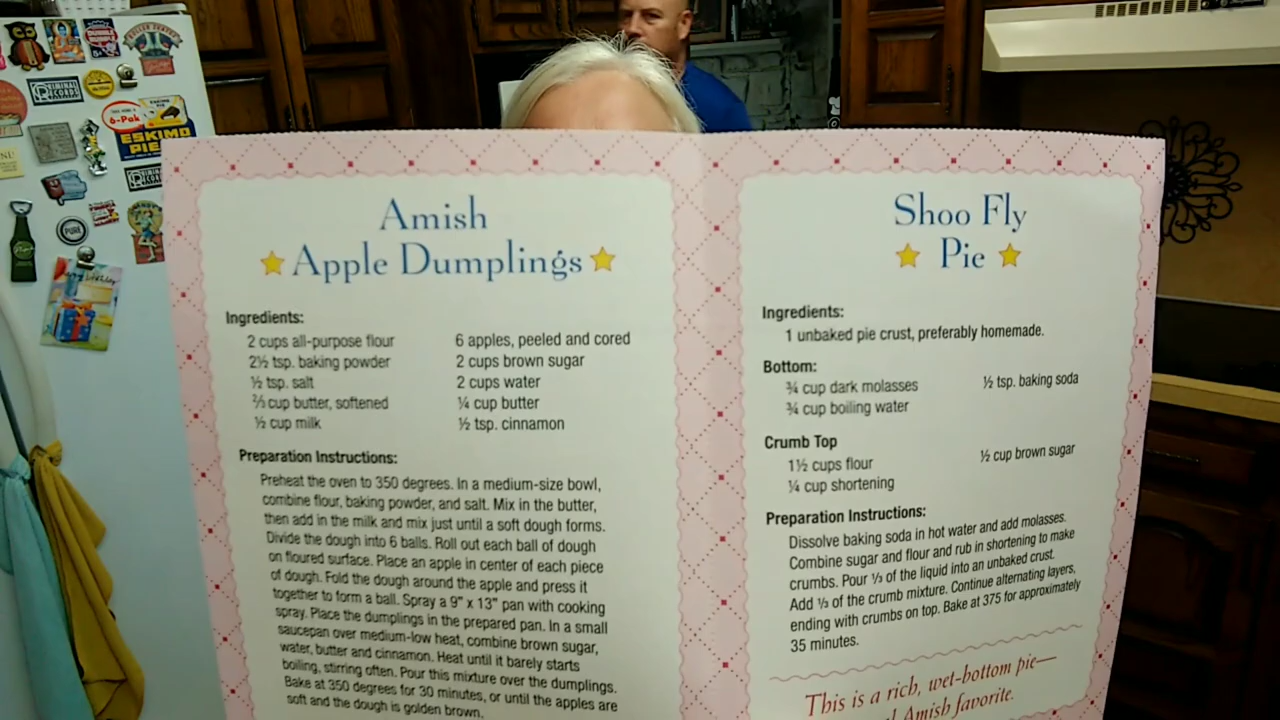 DUBBLE BUBBLE
CRIMINAL RECORDS
6-Pak
ESKIMO
PIE
PURE
Amish
Apple Dumplings
Ingredients:
2 cups all-purpose flour
2½ tsp. baking powder
½ tsp. salt
⅔ cup butter, softened
½ cup milk
6 apples, peeled and cored
2 cups brown sugar
2 cups water
¼ cup butter
½ tsp. cinnamon
Preparation Instructions:
Preheat the oven to 350 degrees. In a medium-size bowl,
combine flour, baking powder, and salt. Mix in the butter,
then add in the milk and mix just until a soft dough forms.
Divide the dough into 6 balls. Roll out each ball of dough
on floured surface. Place an apple in center of each piece
of dough. Fold the dough around the apple and press it
together to form a ball. Spray a 9" x 13" pan with cooking
spray. Place the dumplings in the prepared pan. In a small
saucepan over medium-low heat, combine brown sugar,
water, butter and cinnamon. Heat until it barely starts
boiling, stirring often. Pour this mixture over the dumplings.
Bake at 350 degrees for 30 minutes, or until the apples are
soft and the dough is golden brown.
Shoo Fly
Pie
Ingredients:
1 unbaked pie crust, preferably homemade.
Bottom:
¾ cup dark molasses
¾ cup boiling water
½ tsp. baking soda
Crumb Top
1½ cups flour
¼ cup shortening
½ cup brown sugar
Preparation Instructions:
Dissolve baking soda in hot water and add molasses.
Combine sugar and flour and rub in shortening to make
crumbs. Pour ⅓ of the liquid into an unbaked crust.
Add ⅓ of the crumb mixture. Continue alternating layers,
ending with crumbs on top. Bake at 375 for approximately
35 minutes.
This is a rich, wet-bottom pie—
Amish favorite.